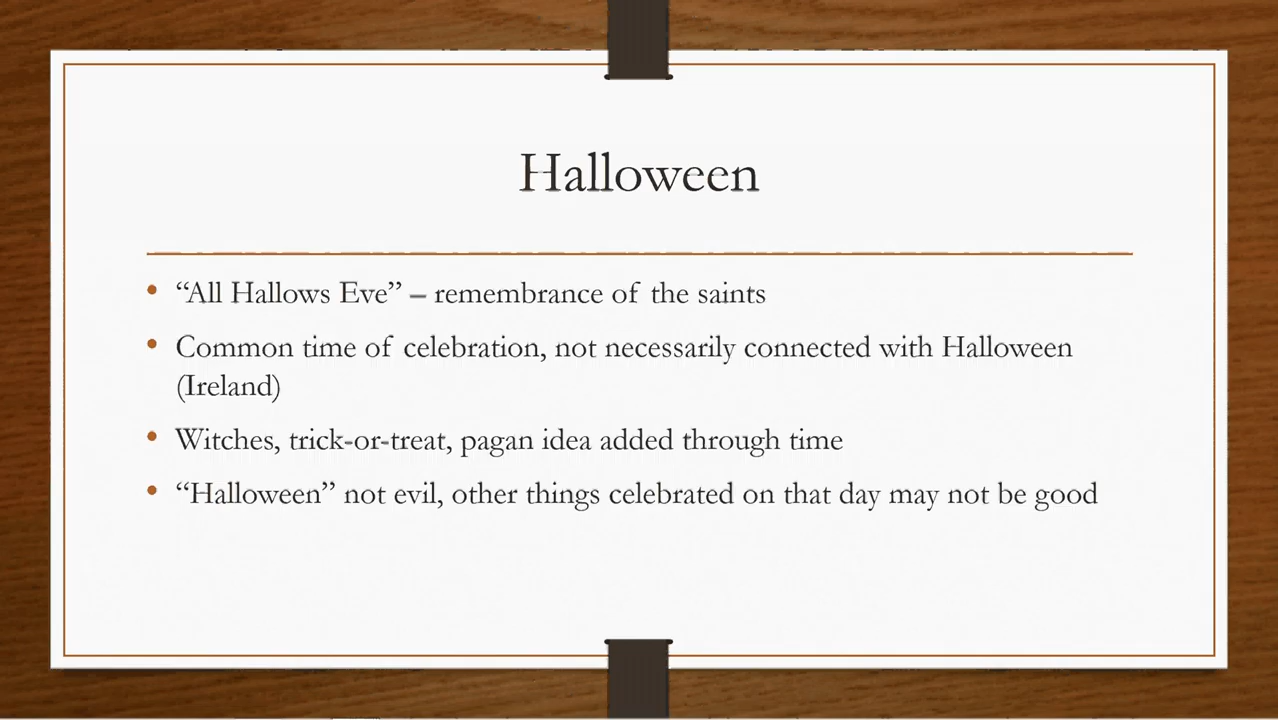 Halloween
• “All Hallows Eve” – remembrance of the saints
• Common time of celebration, not necessarily connected with Halloween
(Ireland)
• Witches, trick-or-treat, pagan idea added through time
• “Halloween” not evil, other things celebrated on that day may not be good